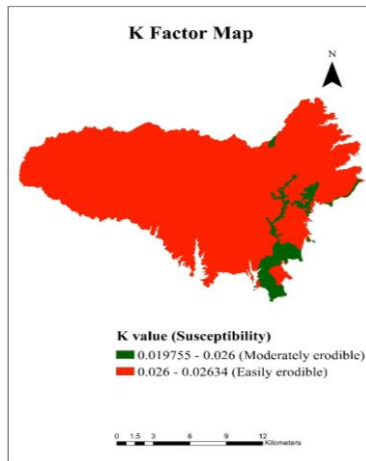 K Factor Map
N
K value (Susceptibility)
0.019755 - 0.026 (Moderately erodible)
0.026 - 0.02634 (Easily erodible)
0 1.5 3 6 9 12
Kilometers